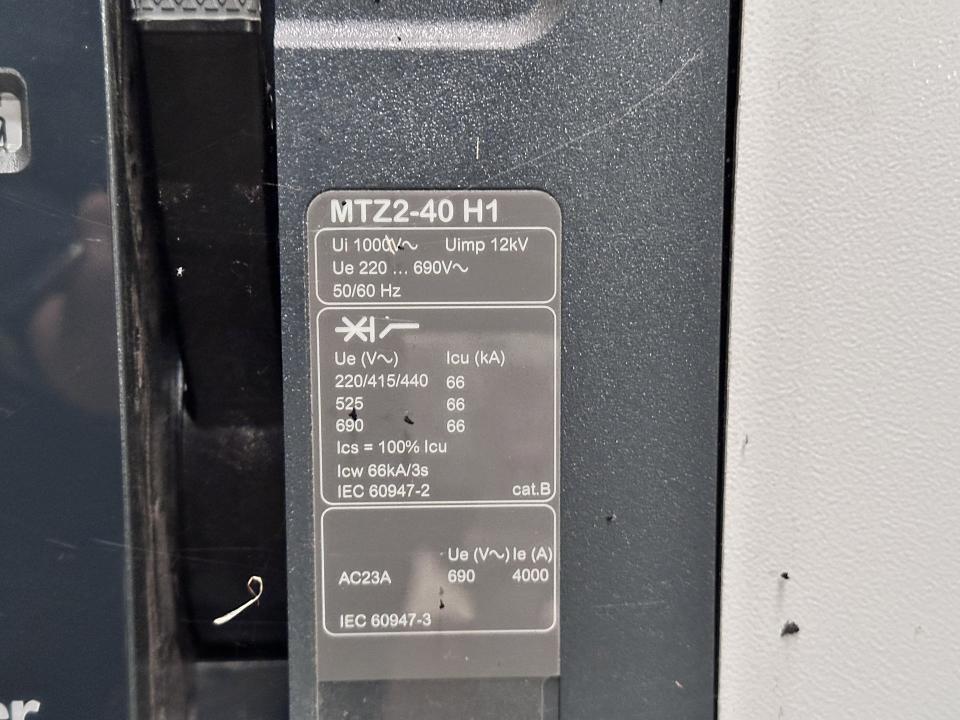 MTZ2-40 H1
Ui 1000V~ Uimp 12kV
Ue 220 ... 690V~
50/60 Hz
Ue (V~) Icu (kA)
220/415/440 66
525 66
690 66
Ics = 100% Icu
Icw 66kA/3s
IEC 60947-2 cat.B
Ue (V~) Ie (A)
AC23A 690 4000
IEC 60947-3
er